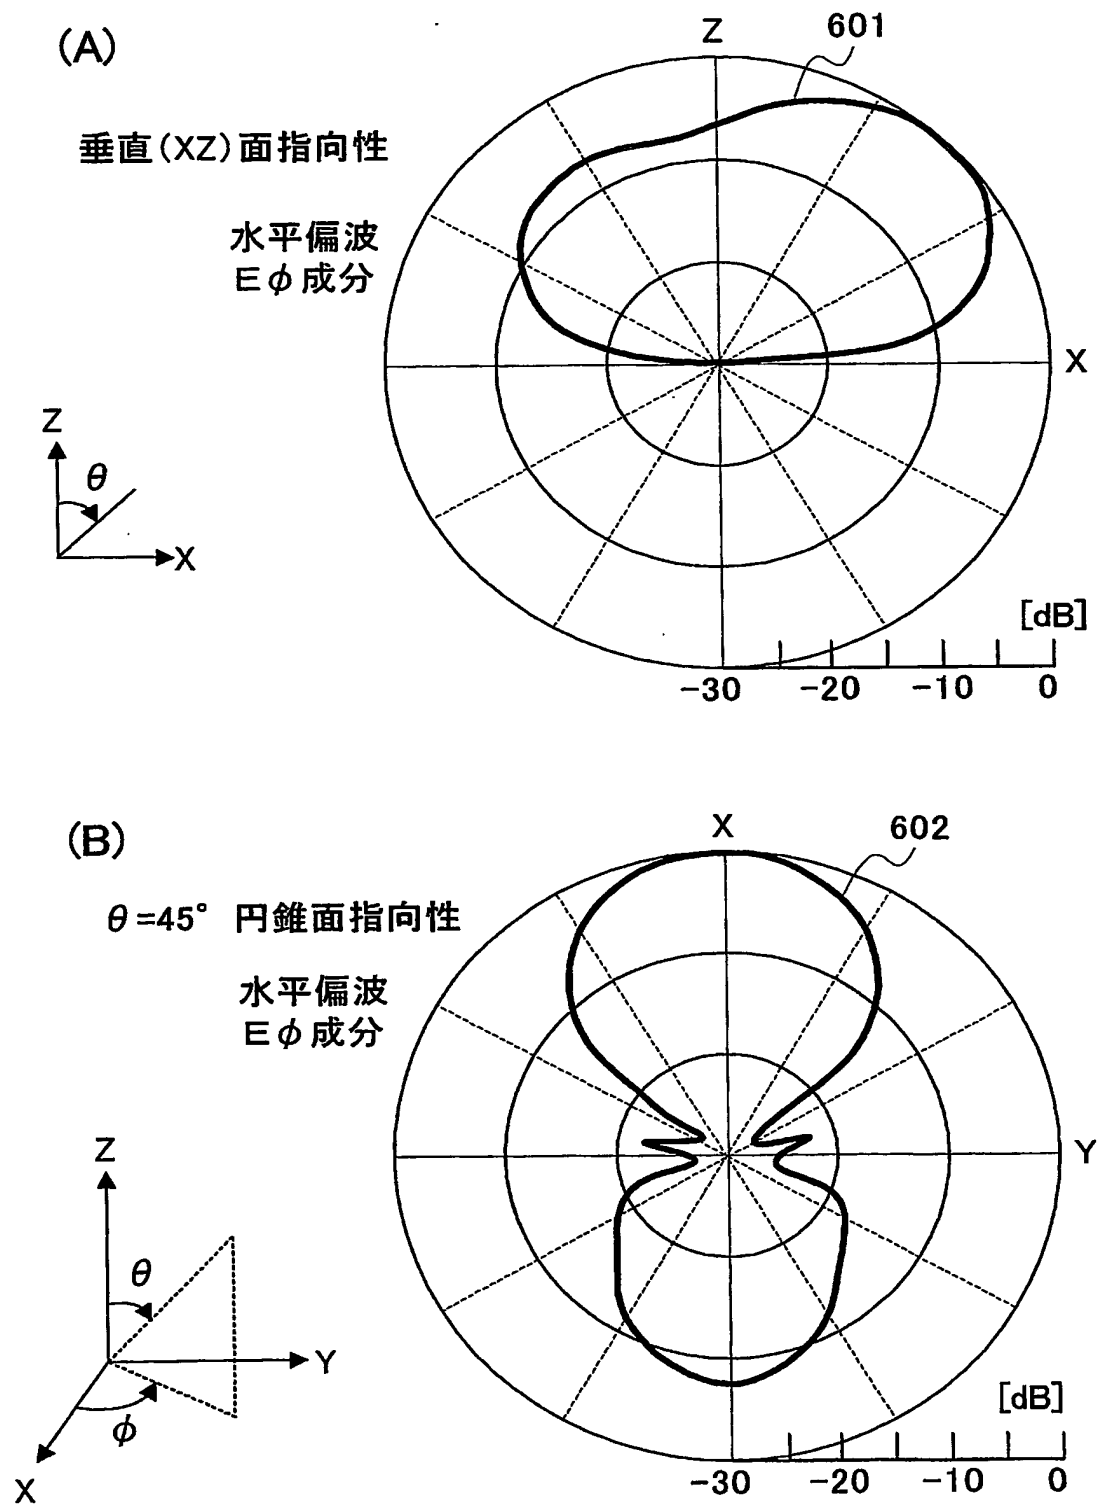 (A)
Z
601
垂直(XZ)面指向性
水平偏波
Eφ成分
X
Z
θ
X
[dB]
-30 -20 -10 0
(B)
X
602
θ=45° 円錐面指向性
水平偏波
Eφ成分
Y
Z
θ
Y
φ
X
[dB]
-30 -20 -10 0